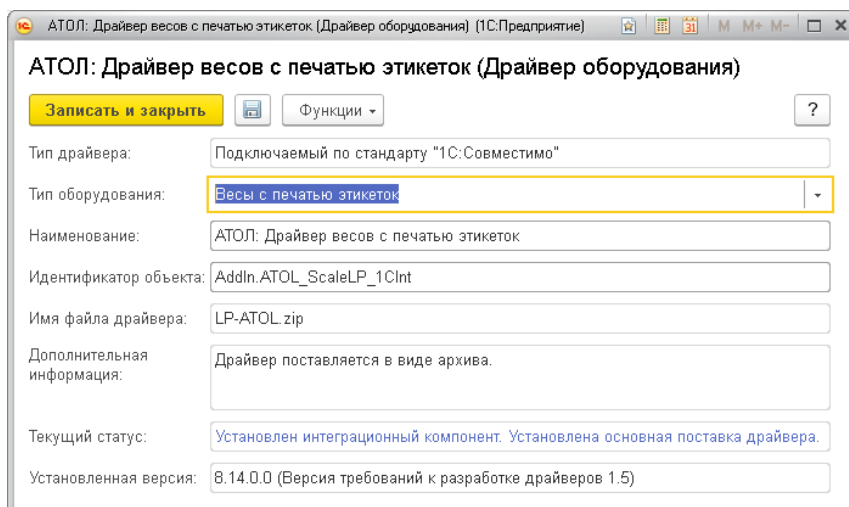 АТОЛ: Драйвер весов с печатью этикеток (Драйвер оборудования) (1С:Предприятие) 31 M M+ M-
АТОЛ: Драйвер весов с печатью этикеток (Драйвер оборудования)
Записать и закрыть Функции ?
Тип драйвера: Подключаемый по стандарту "1С:Совместимо"
Тип оборудования: Весы с печатью этикеток
Наименование: АТОЛ: Драйвер весов с печатью этикеток
Идентификатор объекта: AddIn.ATOL_ScaleLP_1CInt
Имя файла драйвера: LP-ATOL.zip
Дополнительная информация: Драйвер поставляется в виде архива.
Текущий статус: Установлен интеграционный компонент. Установлена основная поставка драйвера.
Установленная версия: 8.14.0.0 (Версия требований к разработке драйверов 1.5)